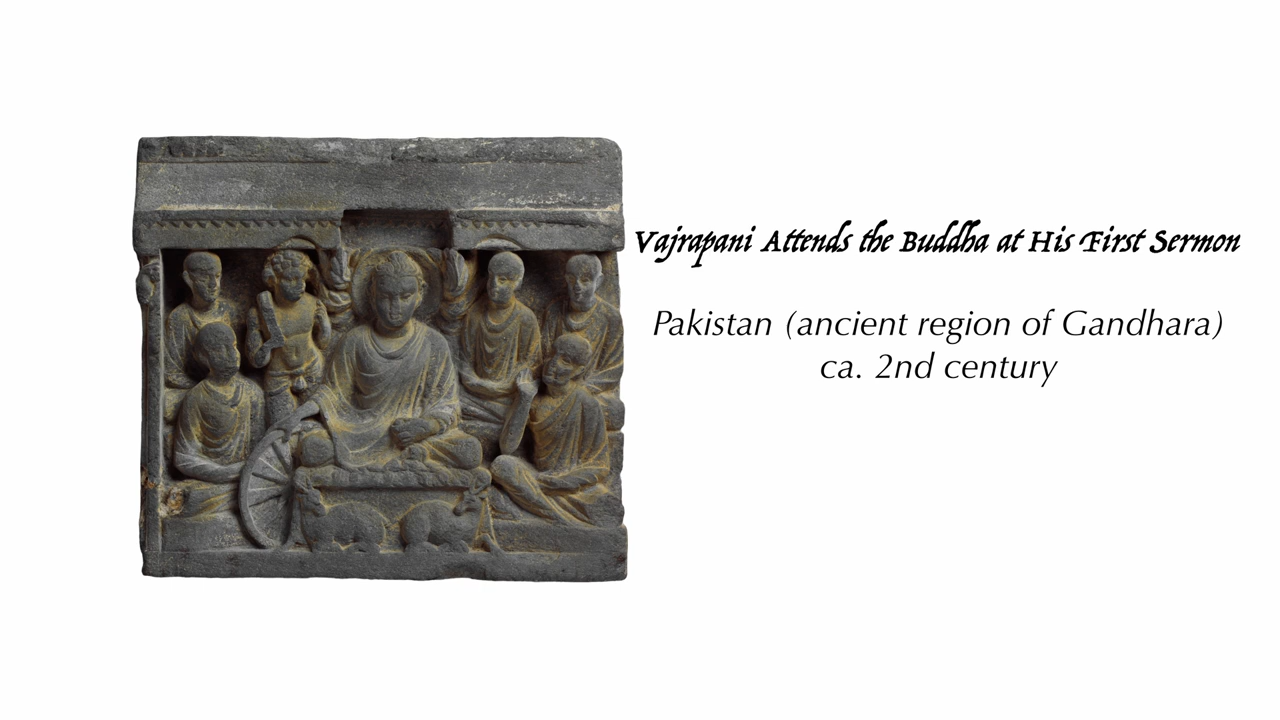 Vajrapani Attends the Buddha at His First Sermon
Pakistan (ancient region of Gandhara)
ca. 2nd century